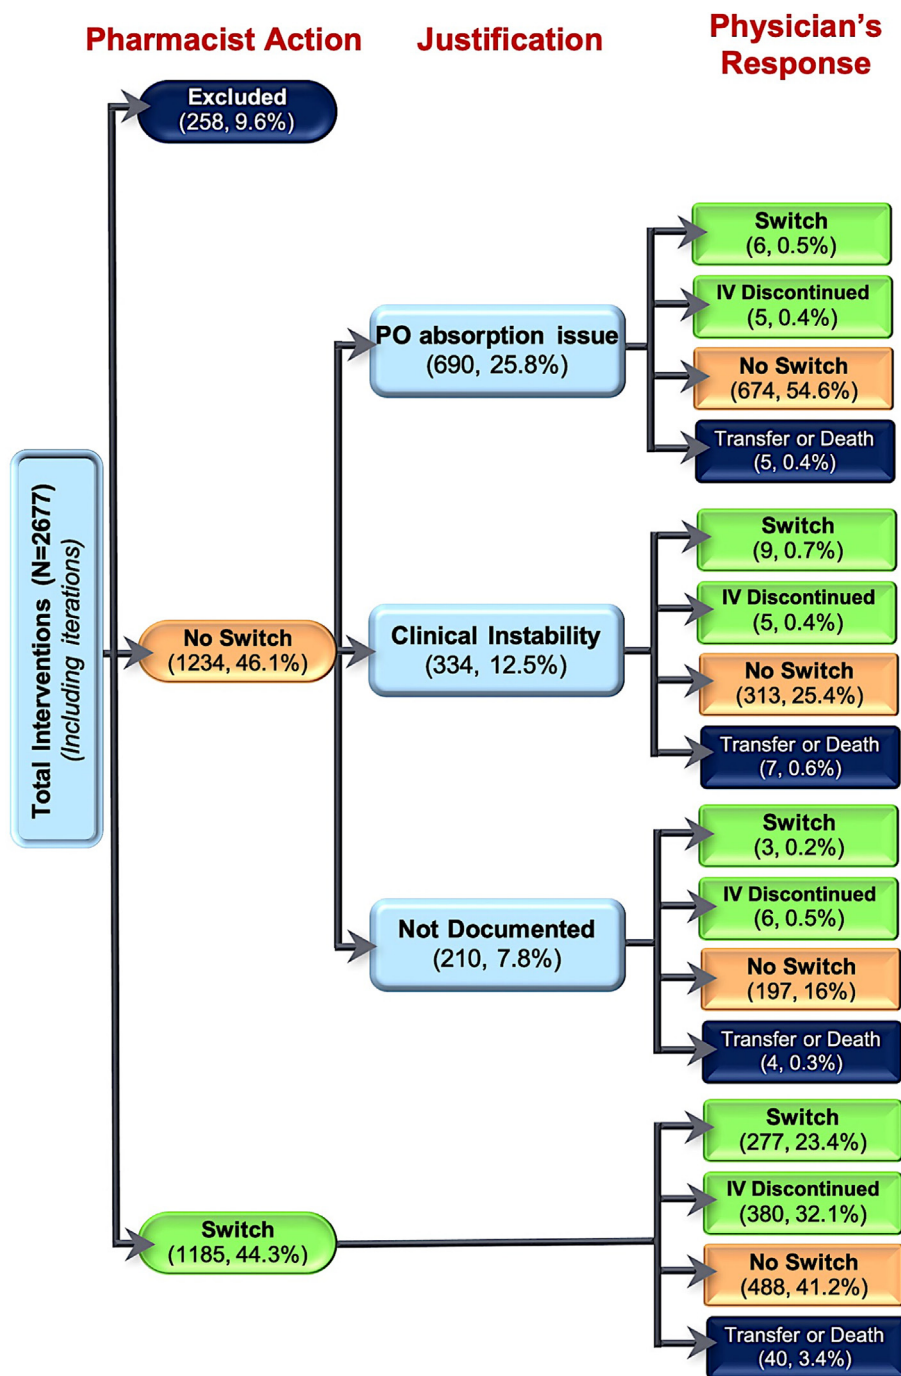 Pharmacist Action
Justification
Physician's
Response
Excluded
(258, 9.6%)
Total Interventions (N=2677)
(Including iterations)
No Switch
(1234, 46.1%)
PO absorption issue
(690, 25.8%)
Switch
(6, 0.5%)
IV Discontinued
(5, 0.4%)
No Switch
(674, 54.6%)
Transfer or Death
(5, 0.4%)
Clinical Instability
(334, 12.5%)
Switch
(9, 0.7%)
IV Discontinued
(5, 0.4%)
No Switch
(313, 25.4%)
Transfer or Death
(7, 0.6%)
Not Documented
(210, 7.8%)
Switch
(3, 0.2%)
IV Discontinued
(6, 0.5%)
No Switch
(197, 16%)
Transfer or Death
(4, 0.3%)
Switch
(1185, 44.3%)
Switch
(277, 23.4%)
IV Discontinued
(380, 32.1%)
No Switch
(488, 41.2%)
Transfer or Death
(40, 3.4%)